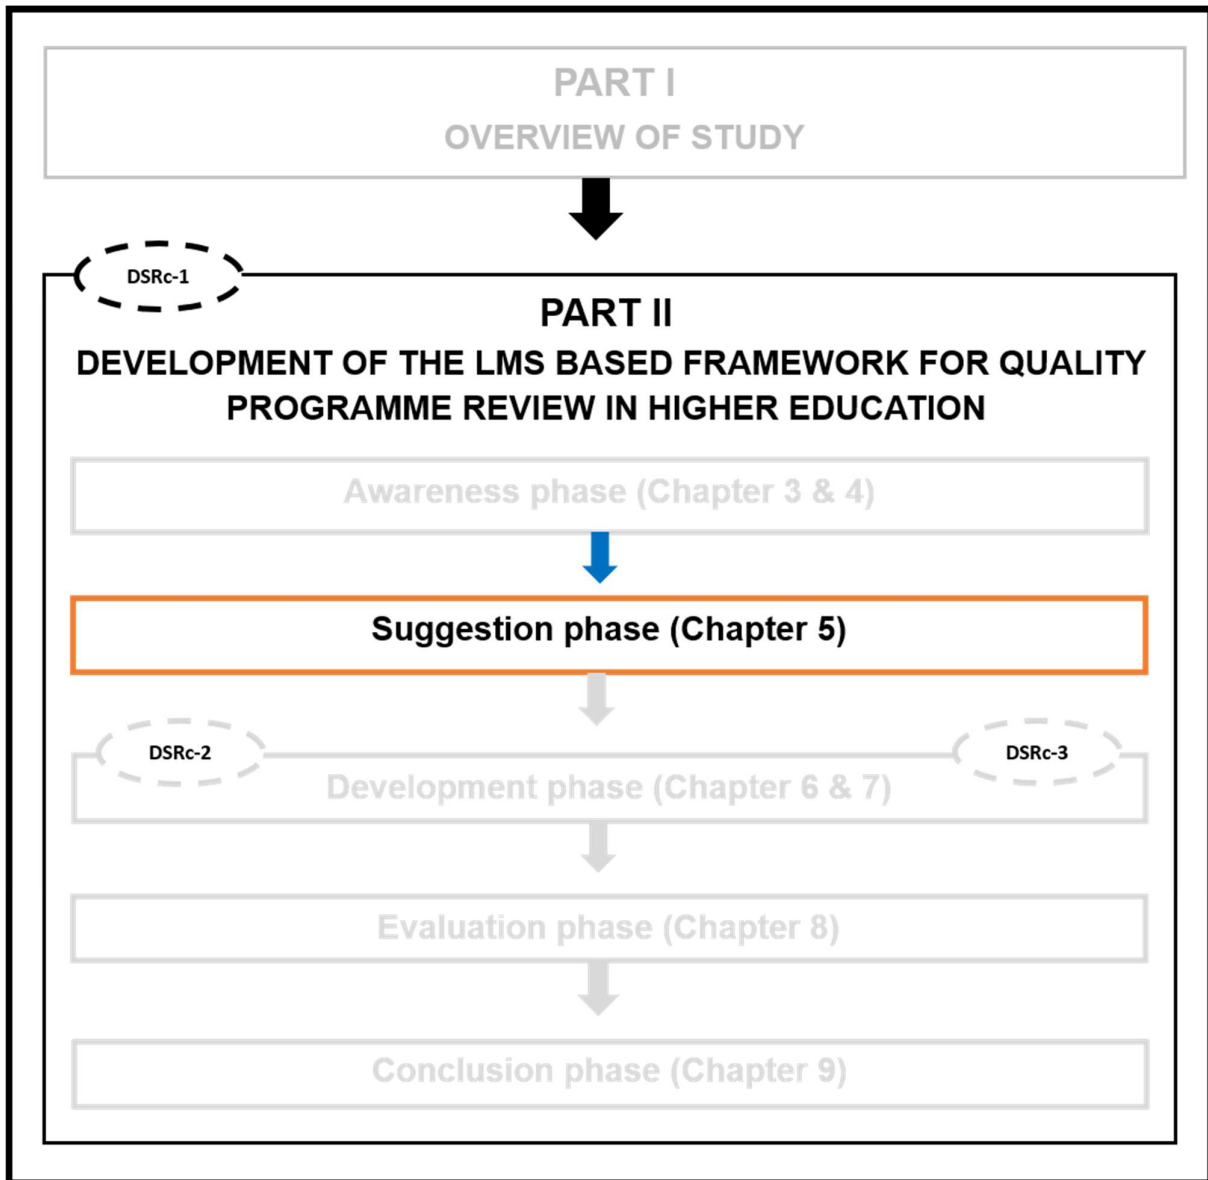 PART I
OVERVIEW OF STUDY
DSRc-1
PART II
DEVELOPMENT OF THE LMS BASED FRAMEWORK FOR QUALITY
PROGRAMME REVIEW IN HIGHER EDUCATION
Awareness phase (Chapter 3 & 4)
Suggestion phase (Chapter 5)
DSRc-2
DSRc-3
Development phase (Chapter 6 & 7)
Evaluation phase (Chapter 8)
Conclusion phase (Chapter 9)